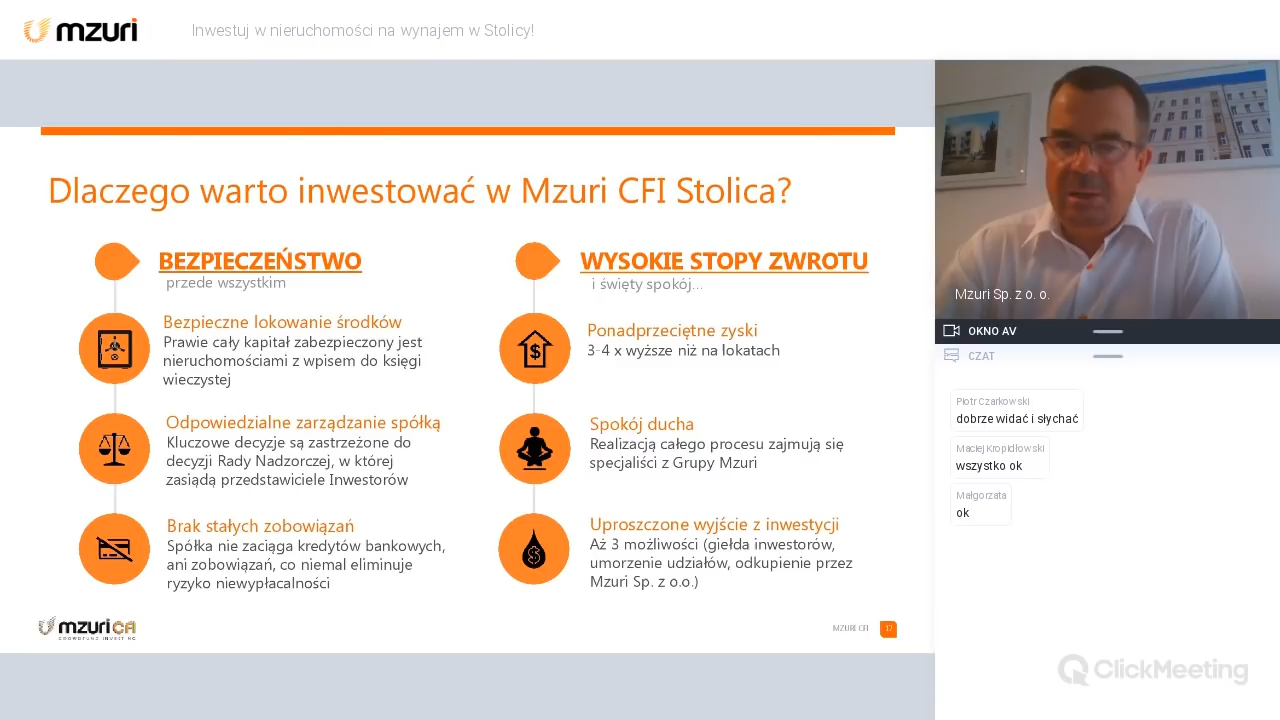 mzuri
Inwestuj w nieruchomości na wynajem w Stolicy!
Dlaczego warto inwestować w Mzuri CFI Stolica?
BEZPIECZEŃSTWO
przede wszystkim
Bezpieczne lokowanie środków
Prawie cały kapitał zabezpieczony jest
nieruchomościami z wpisem do księgi
wieczystej
Odpowiedzialne zarządzanie spółką
Kluczowe decyzje są zastrzeżone do
decyzji Rady Nadzorczej, w której
zasiądą przedstawiciele Inwestorów
Brak stałych zobowiązań
Spółka nie zaciąga kredytów bankowych,
ani zobowiązań, co niemal eliminuje
ryzyko niewypłacalności
WYSOKIE STOPY ZWROTU
i święty spokój...
Ponadprzeciętne zyski
3-4 x wyższe niż na lokatach
Spokój ducha
Realizacją całego procesu zajmują się
specjaliści z Grupy Mzuri
Uproszczone wyjście z inwestycji
Aż 3 możliwości (giełda inwestorów,
umorzenie udziałów, odkupienie przez
Mzuri Sp. z o.o.)
mzuri CFI
CROWDFUND INVESTING
MZURI CFI
17
Mzuri Sp. z o. o.
OKNO AV
CZAT
Piotr Czarkowski
dobrze widać i słychać
Maciej Kropidłowski
wszystko ok
Małgorzata
ok
ClickMeeting